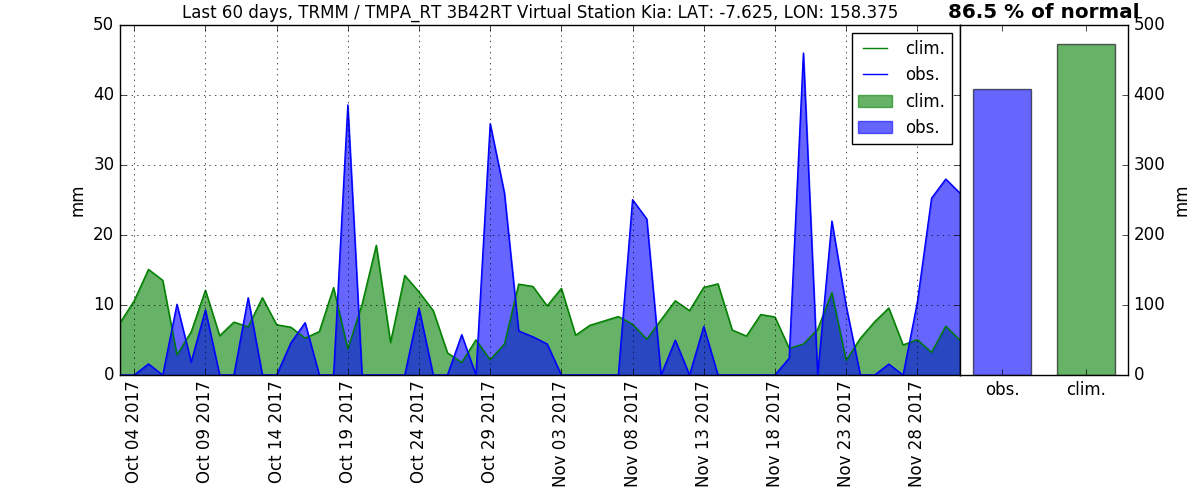 Last 60 days, TRMM / TMPA_RT 3B42RT Virtual Station Kia: LAT: -7.625, LON: 158.375
86.5 % of normal
50
40
30
20
10
0
mm
clim.
obs.
clim.
obs.
500
400
300
200
100
0
mm
Oct 04 2017
Oct 09 2017
Oct 14 2017
Oct 19 2017
Oct 24 2017
Oct 29 2017
Nov 03 2017
Nov 08 2017
Nov 13 2017
Nov 18 2017
Nov 23 2017
Nov 28 2017
obs.
clim.